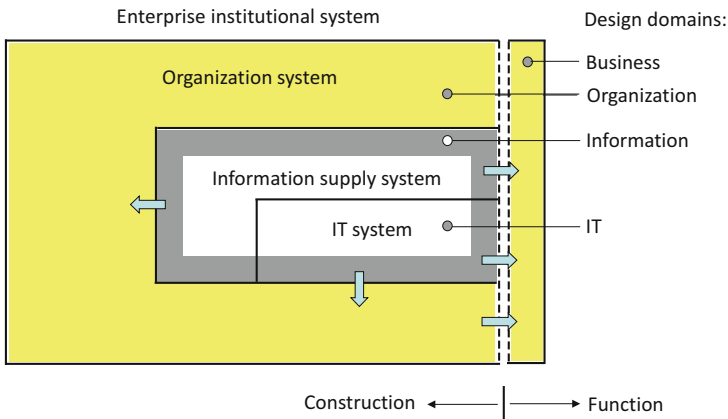 Enterprise institutional system
Design domains:
Organization system
Business
Organization
Information
Information supply system
IT system
IT
Construction
Function